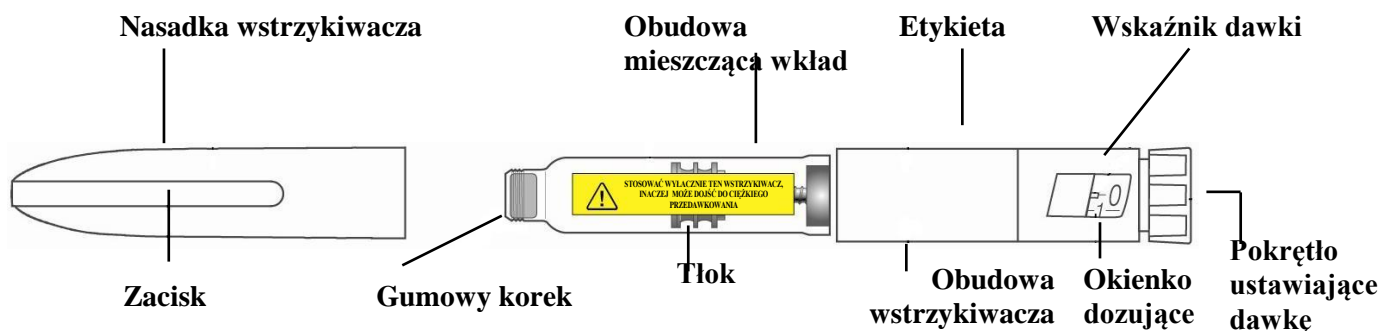 Nasadka wstrzykiwacza
Obudowa
mieszcząca wkład
Etykieta
Wskaźnik dawki
STOSOWAĆ WYŁACZNIE TEN WSTRZYKIWACZ,
INACZEJ MOŻE DOJŚĆ DO CIĘŻKIEGO
PRZEDAWKOWANIA
0
1
Zacisk
Gumowy korek
Tłok
Obudowa
wstrzykiwacza
Okienko
dozujące
Pokrętło
ustawiające
dawkę